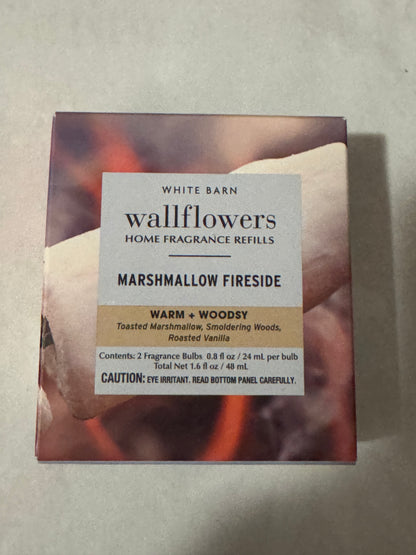 WHITE BARN
wallflowers
HOME FRAGRANCE REFILLS
MARSHMALLOW FIRESIDE
WARM + WOODSY
Toasted Marshmallow, Smoldering Woods,
Roasted Vanilla
Contents: 2 Fragrance Bulbs 0.8 fl oz / 24 mL per bulb
Total Net 1.6 fl oz / 48 mL
CAUTION: EYE IRRITANT. READ BOTTOM PANEL CAREFULLY.